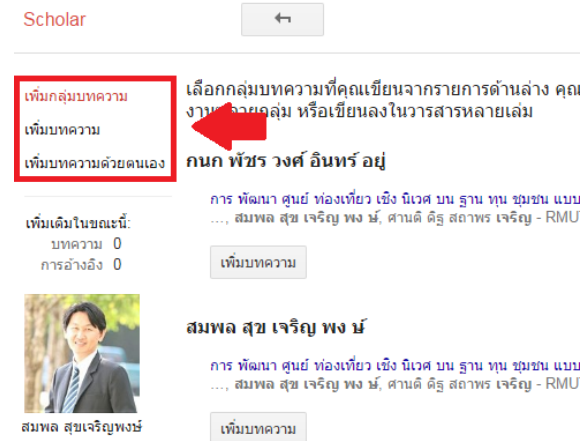 Scholar
เพิ่มกลุ่มบทความ
เพิ่มบทความ
เพิ่มบทความด้วยตนเอง
เพิ่มเติมในขณะนี้:
บทความ 0
การอ้างอิง 0
สมพล สุขเจริญพงษ์
เลือกกลุ่มบทความที่คุณเขียนจากรายการด้านล่าง
กลุ่ม หรือเขียนลงในวารสารหลายเล่ม
กนก พัชร วงศ์ อินทร์ อยู่
การ พัฒนา ศูนย์ ท่องเที่ยว เชิง นิเวศ บน ฐาน ทุน ชุมชน แบบ
…, สมพล สุข เจริญ พง ษ์, ศานติ ดิฐ สถาพร เจริญ - RMU
เพิ่มบทความ
สมพล สุข เจริญ พง ษ์
การ พัฒนา ศูนย์ ท่องเที่ยว เชิง นิเวศ บน ฐาน ทุน ชุมชน แบบ
…, สมพล สุข เจริญ พง ษ์, ศานติ ดิฐ สถาพร เจริญ - RMU
เพิ่มบทความ